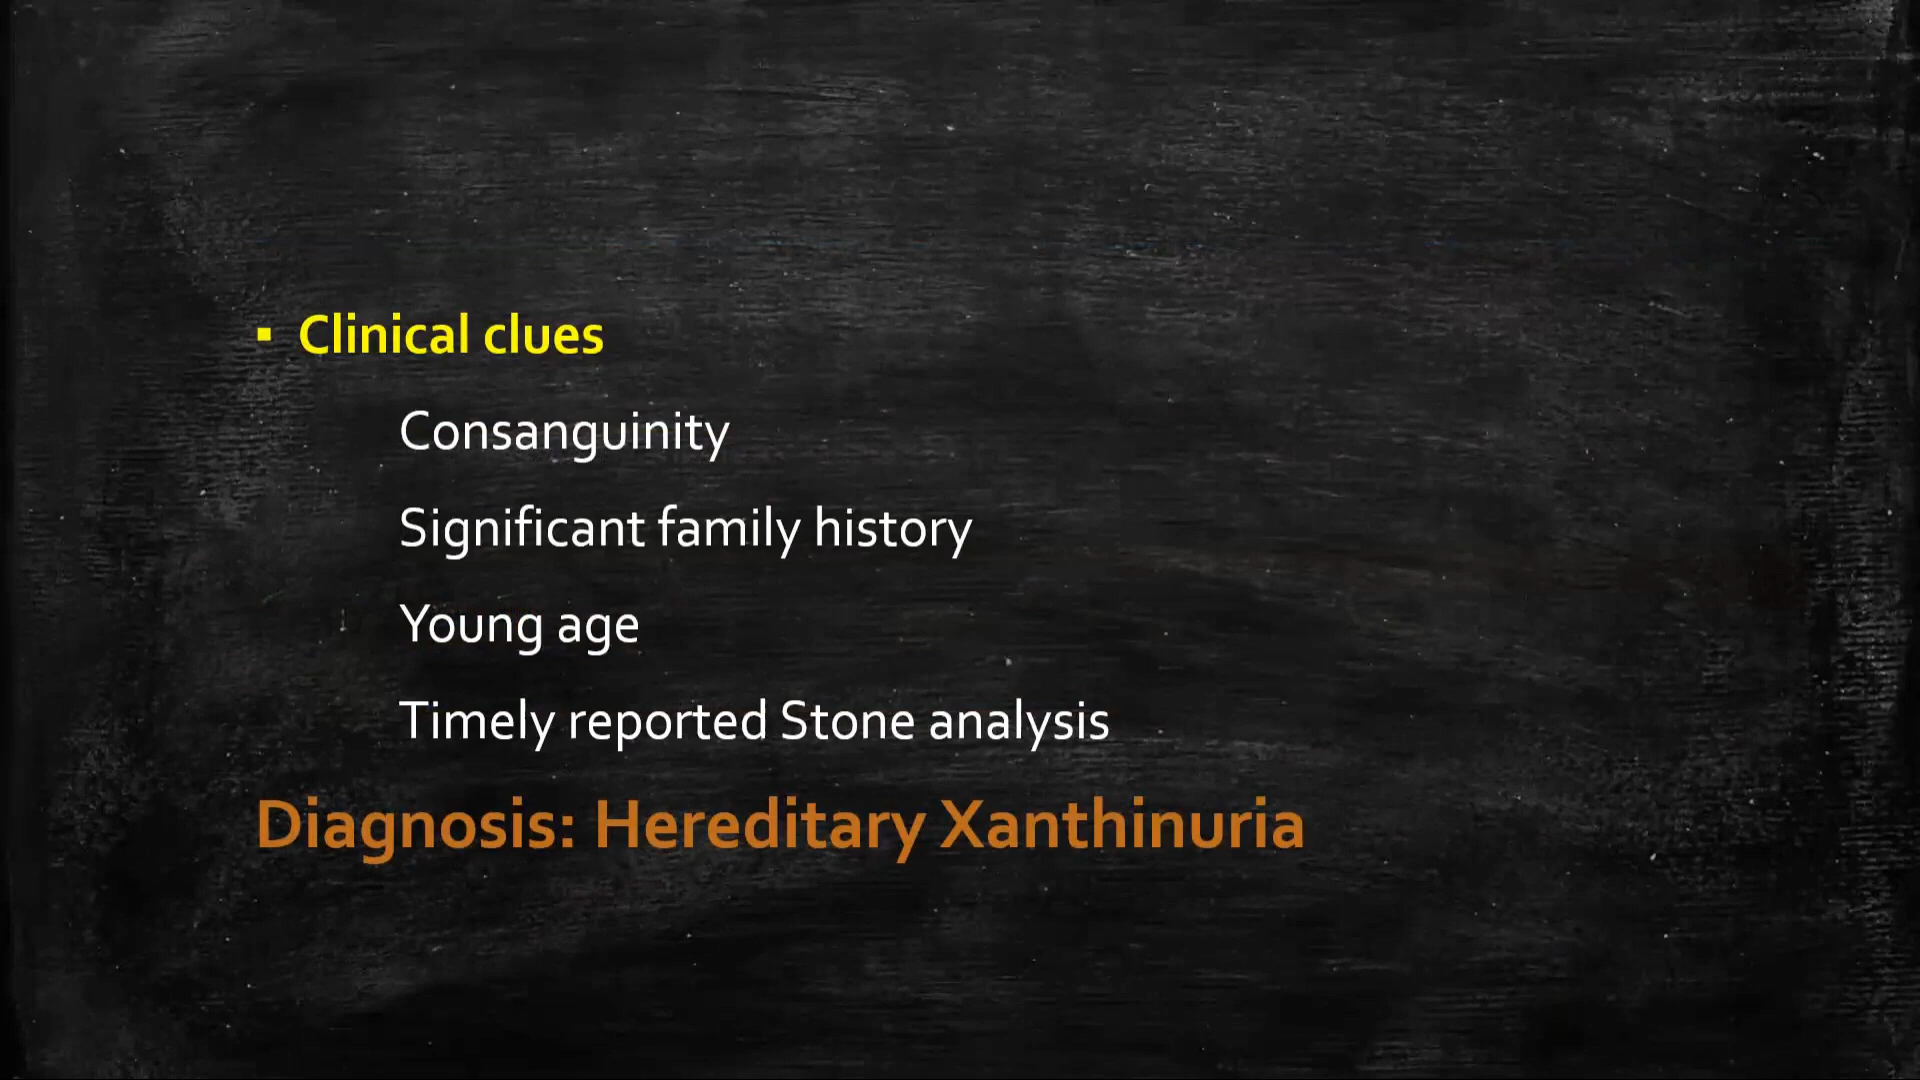 ▪ Clinical clues
Consanguinity
Significant family history
Young age
Timely reported Stone analysis
Diagnosis: Hereditary Xanthinuria